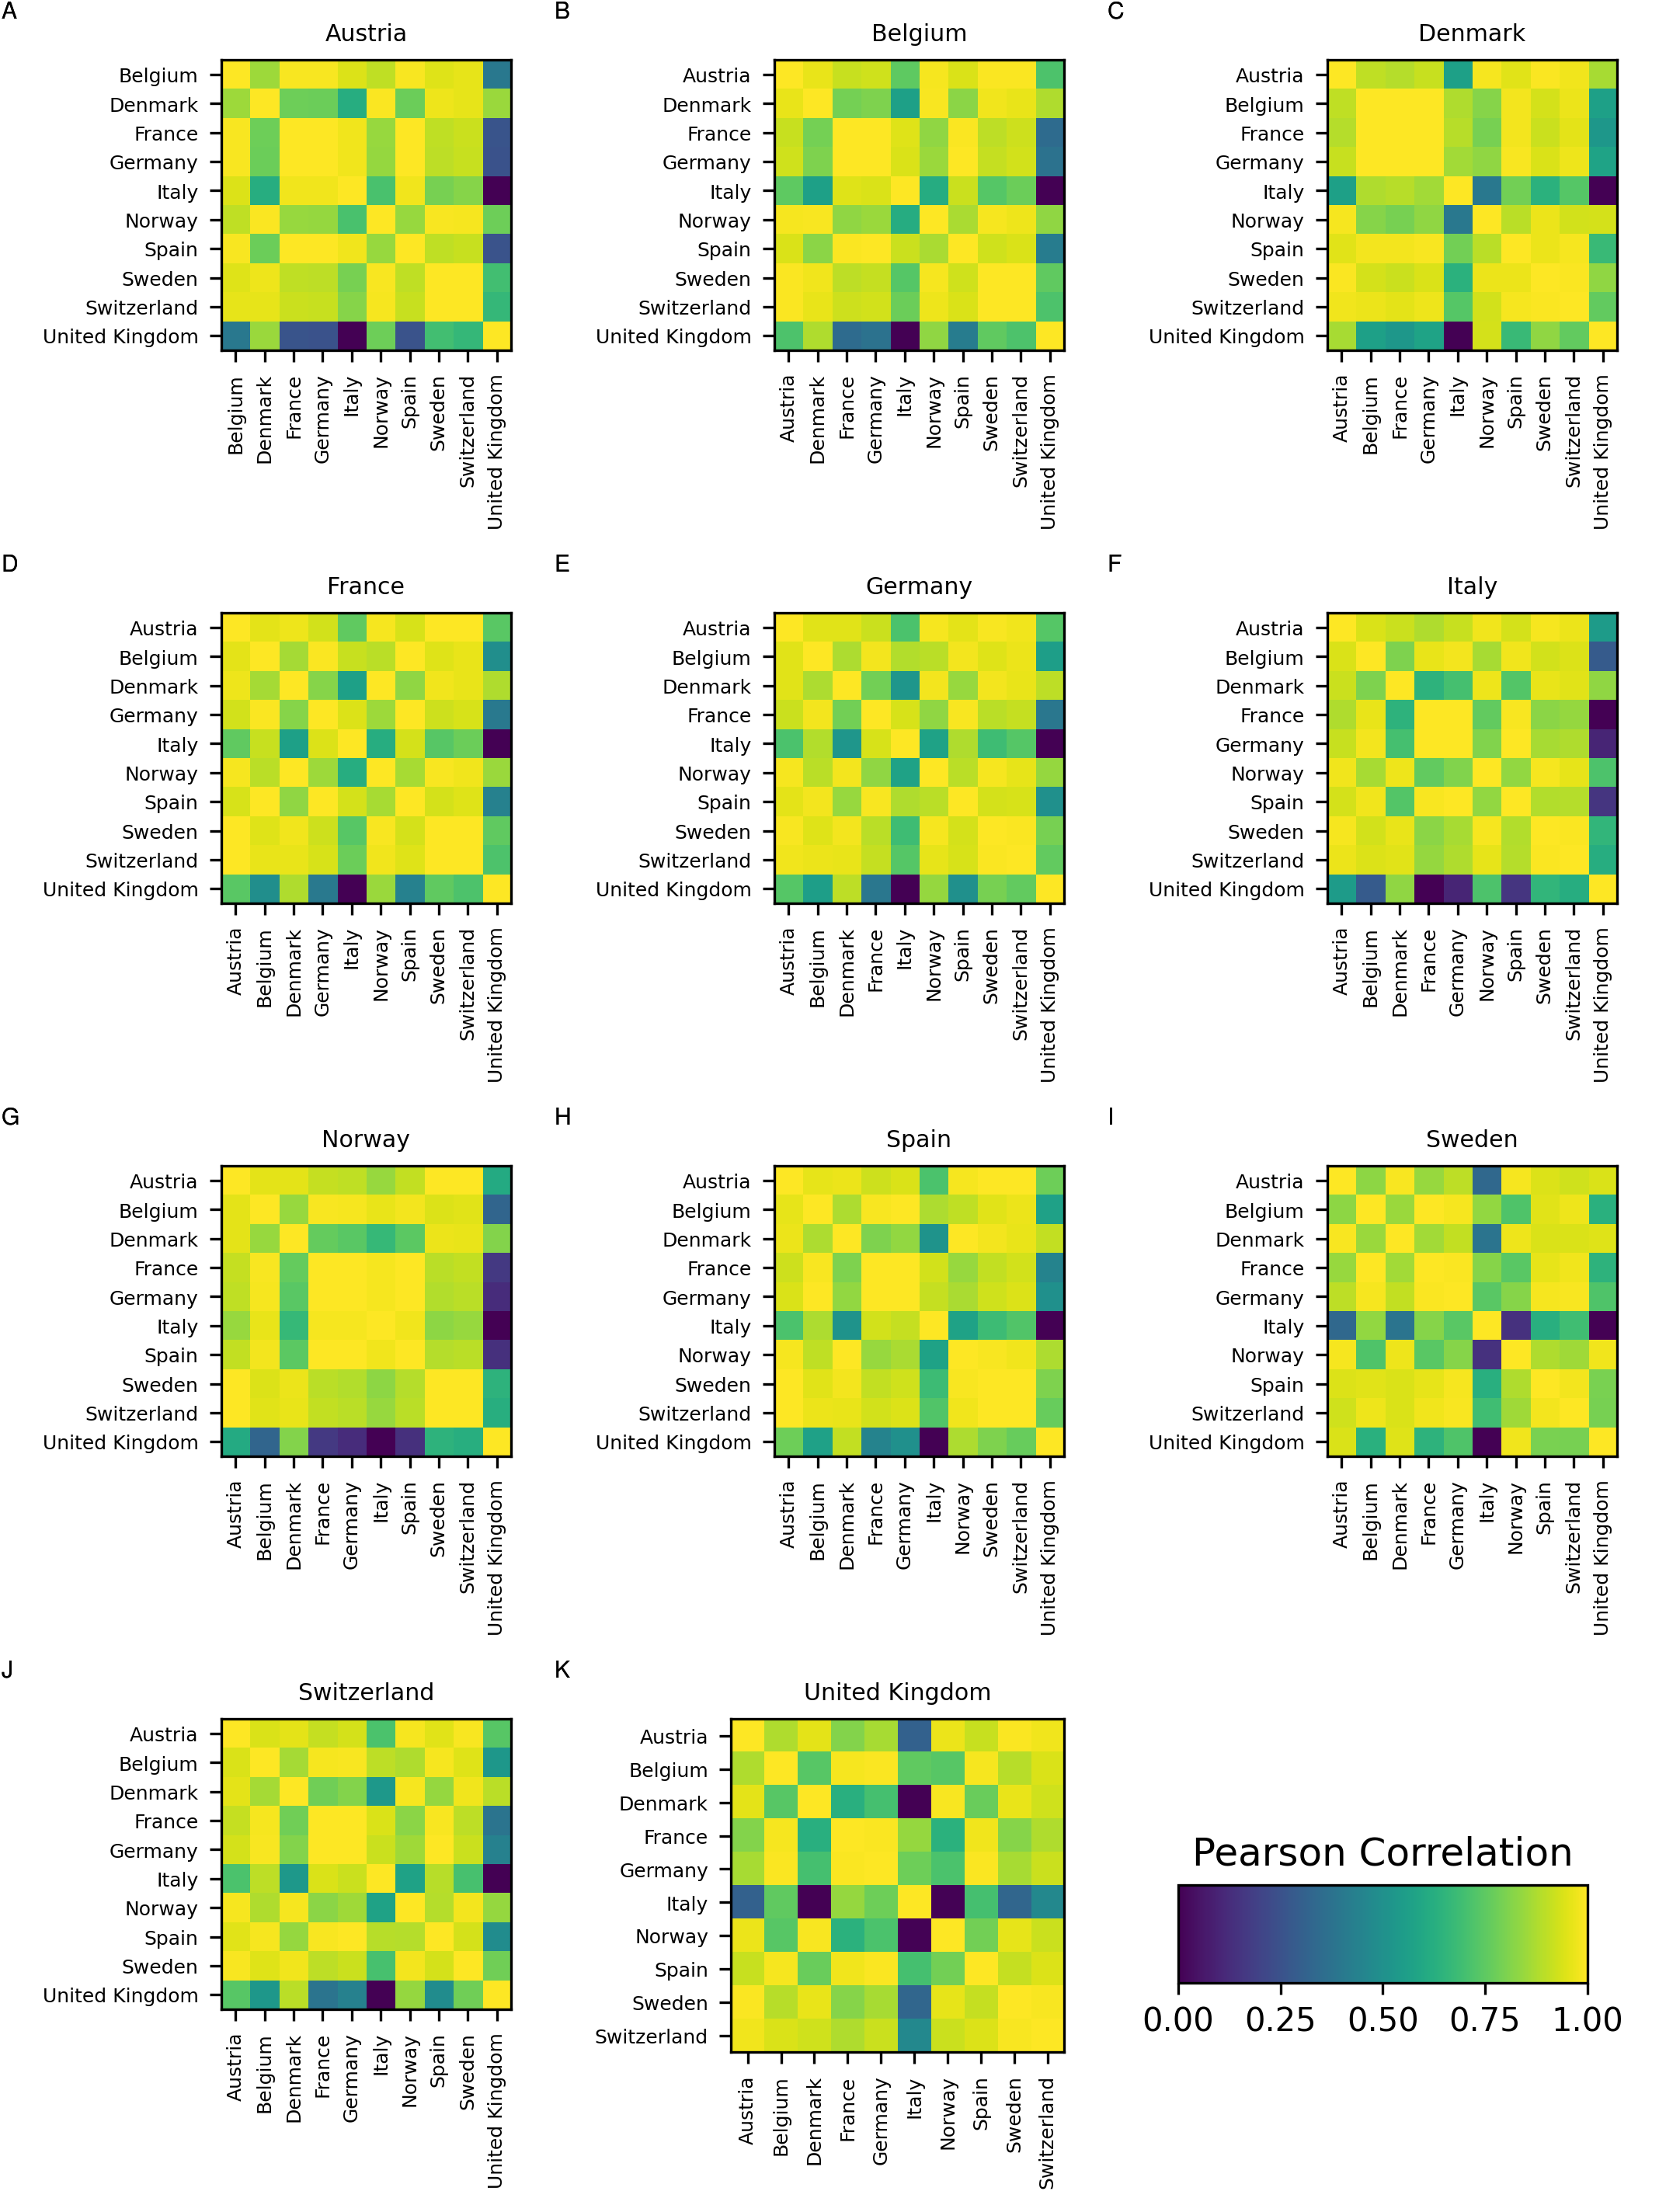 A
Austria
Belgium
Denmark
France
Germany
Italy
Norway
Spain
Sweden
Switzerland
United Kingdom
Belgium
Denmark
France
Germany
Italy
Norway
Spain
Sweden
Switzerland
United Kingdom
B
Belgium
Austria
Denmark
France
Germany
Italy
Norway
Spain
Sweden
Switzerland
United Kingdom
Austria
Denmark
France
Germany
Italy
Norway
Spain
Sweden
Switzerland
United Kingdom
C
Denmark
Austria
Belgium
France
Germany
Italy
Norway
Spain
Sweden
Switzerland
United Kingdom
Austria
Belgium
France
Germany
Italy
Norway
Spain
Sweden
Switzerland
United Kingdom
D
France
Austria
Belgium
Denmark
Germany
Italy
Norway
Spain
Sweden
Switzerland
United Kingdom
Austria
Belgium
Denmark
Germany
Italy
Norway
Spain
Sweden
Switzerland
United Kingdom
E
Germany
Austria
Belgium
Denmark
France
Italy
Norway
Spain
Sweden
Switzerland
United Kingdom
Austria
Belgium
Denmark
France
Italy
Norway
Spain
Sweden
Switzerland
United Kingdom
F
Italy
Austria
Belgium
Denmark
France
Germany
Norway
Spain
Sweden
Switzerland
United Kingdom
Austria
Belgium
Denmark
France
Germany
Norway
Spain
Sweden
Switzerland
United Kingdom
G
Norway
Austria
Belgium
Denmark
France
Germany
Italy
Spain
Sweden
Switzerland
United Kingdom
Austria
Belgium
Denmark
France
Germany
Italy
Spain
Sweden
Switzerland
United Kingdom
H
Spain
Austria
Belgium
Denmark
France
Germany
Italy
Norway
Sweden
Switzerland
United Kingdom
Austria
Belgium
Denmark
France
Germany
Italy
Norway
Sweden
Switzerland
United Kingdom
I
Sweden
Austria
Belgium
Denmark
France
Germany
Italy
Norway
Spain
Switzerland
United Kingdom
Austria
Belgium
Denmark
France
Germany
Italy
Norway
Spain
Switzerland
United Kingdom
J
Switzerland
Austria
Belgium
Denmark
France
Germany
Italy
Norway
Spain
Sweden
United Kingdom
Austria
Belgium
Denmark
France
Germany
Italy
Norway
Spain
Sweden
United Kingdom
K
United Kingdom
Austria
Belgium
Denmark
France
Germany
Italy
Norway
Spain
Sweden
Switzerland
Austria
Belgium
Denmark
France
Germany
Italy
Norway
Spain
Sweden
Switzerland
Pearson Correlation
0.00 0.25 0.50 0.75 1.00